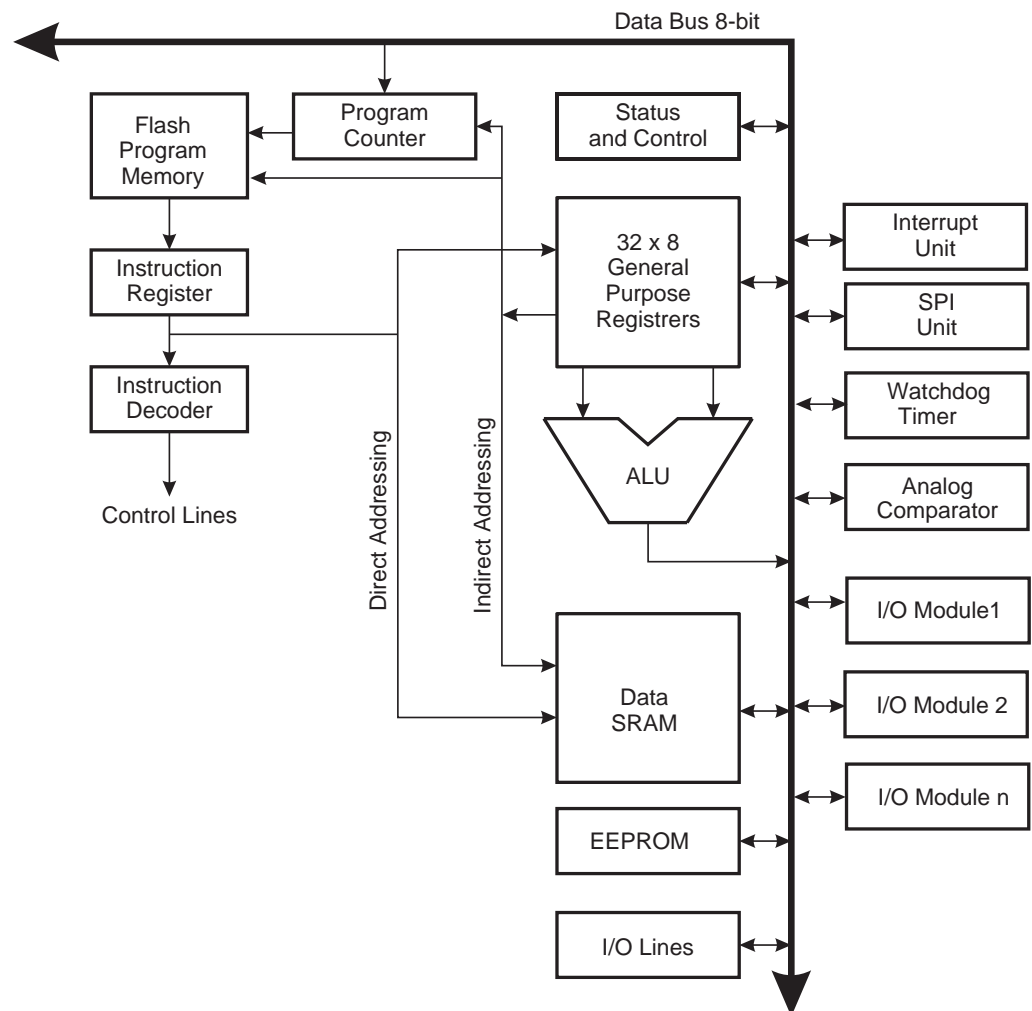 Data Bus 8-bit
Flash
Program
Memory
Program
Counter
Status
and Control
32 x 8
General
Purpose
Registrers
Interrupt
Unit
Instruction
Register
SPI
Unit
Instruction
Decoder
Watchdog
Timer
Control Lines
Direct Addressing
Indirect Addressing
ALU
Analog
Comparator
I/O Module1
Data
SRAM
I/O Module 2
I/O Module n
EEPROM
I/O Lines